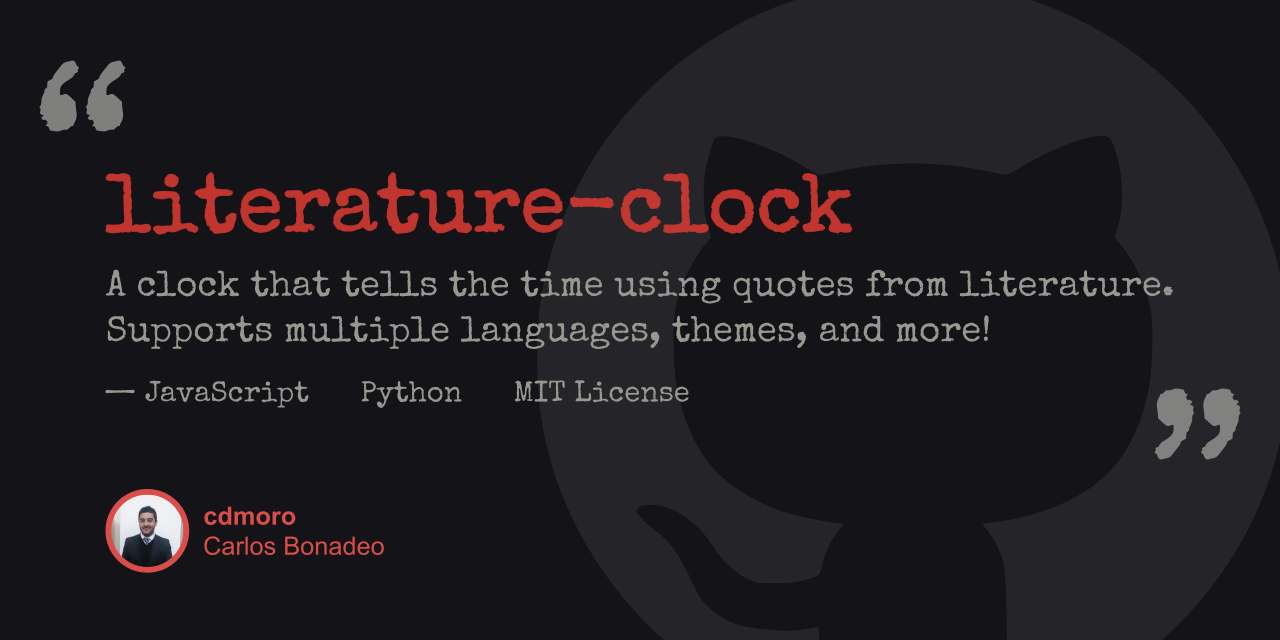 “
literature-clock
A clock that tells the time using quotes from literature.
Supports multiple languages, themes, and more!
— JavaScript Python MIT License
”
cdmoro
Carlos Bonadeo